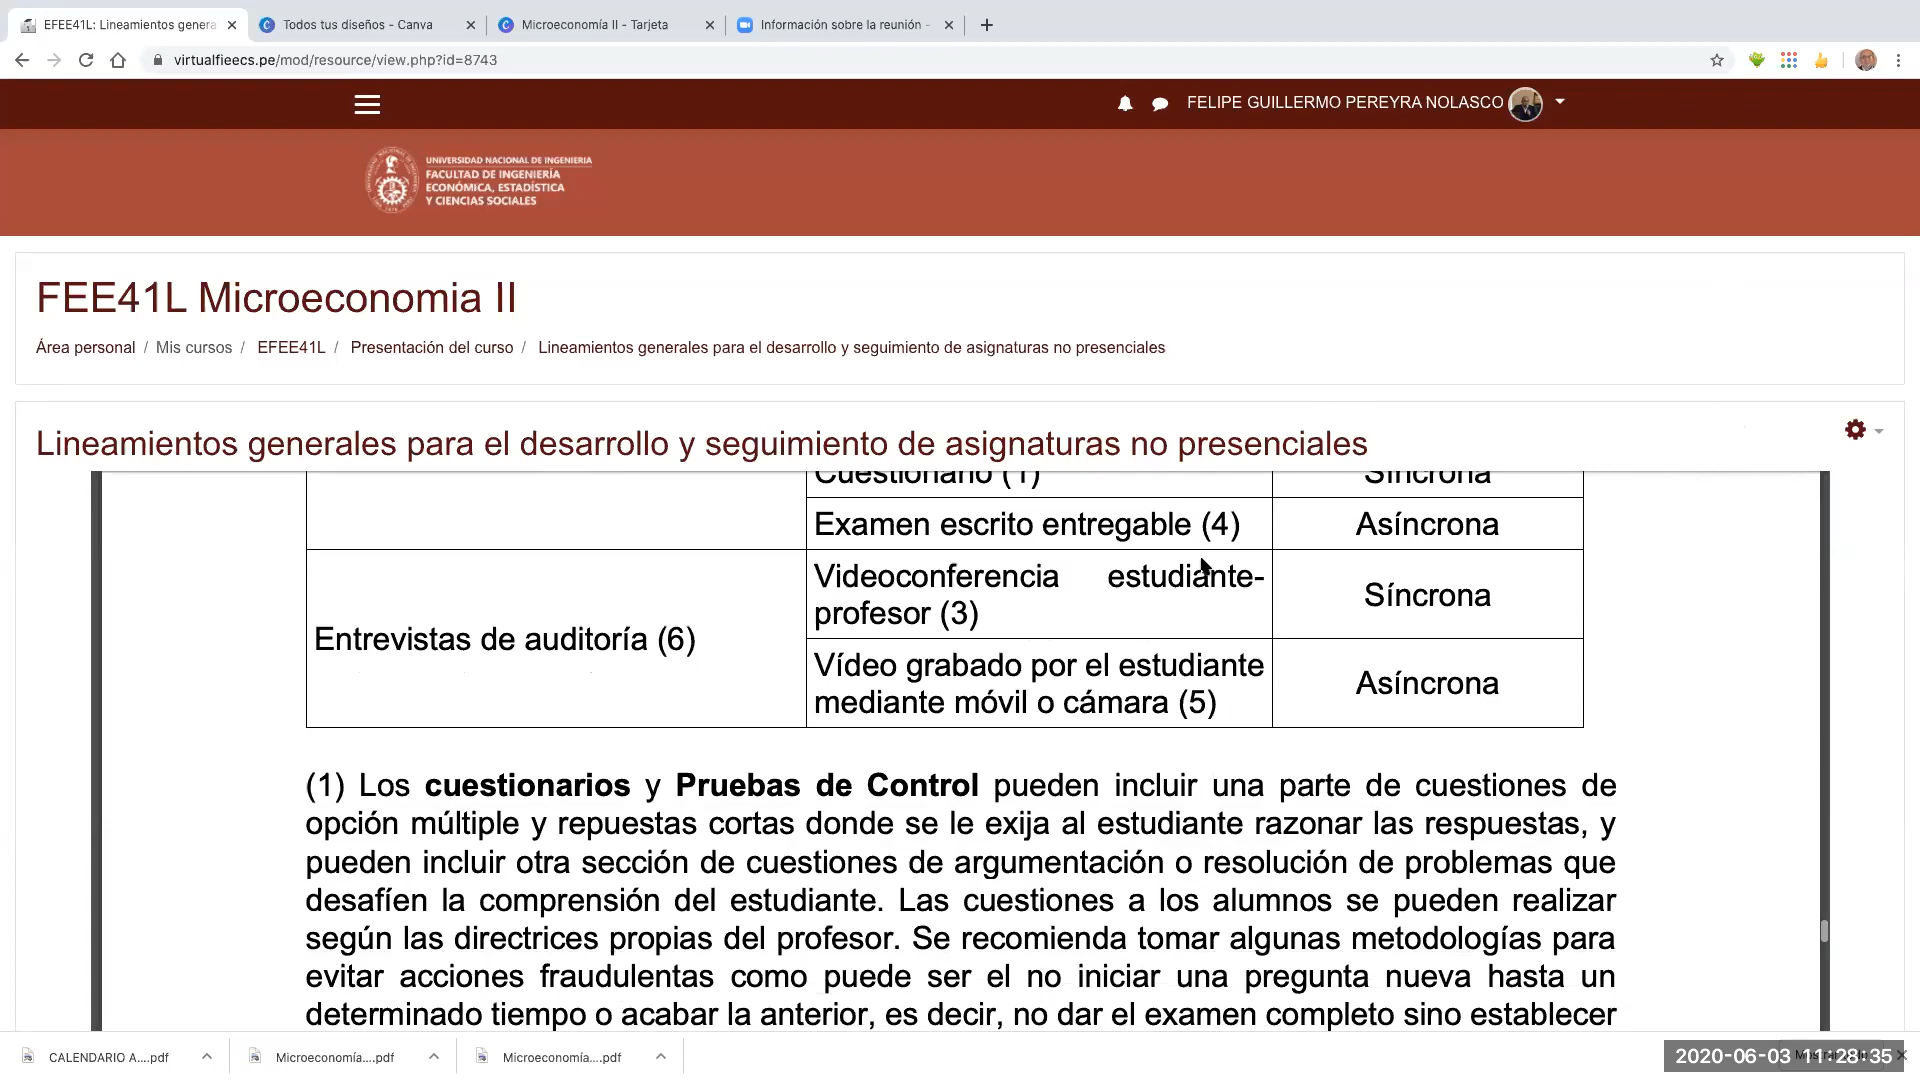 EFEE41L: Lineamientos genera
Todos tus diseños - Canva
Microeconomía II - Tarjeta
Información sobre la reunión -
virtualfieecs.pe/mod/resource/view.php?id=8743
FELIPE GUILLERMO PEREYRA NOLASCO
UNIVERSIDAD NACIONAL DE INGENIERIA
FACULTAD DE INGENIERÍA
ECONÓMICA, ESTADÍSTICA
Y CIENCIAS SOCIALES
FEE41L Microeconomia II
Área personal / Mis cursos / EFEE41L / Presentación del curso / Lineamientos generales para el desarrollo y seguimiento de asignaturas no presenciales
Lineamientos generales para el desarrollo y seguimiento de asignaturas no presenciales
Cuestionario (1) Síncrona
Examen escrito entregable (4) Asíncrona
Videoconferencia estudiante-
profesor (3)
Síncrona
Entrevistas de auditoría (6)
Vídeo grabado por el estudiante
mediante móvil o cámara (5)
Asíncrona
(1) Los cuestionarios y Pruebas de Control pueden incluir una parte de cuestiones de
opción múltiple y repuestas cortas donde se le exija al estudiante razonar las respuestas, y
pueden incluir otra sección de cuestiones de argumentación o resolución de problemas que
desafíen la comprensión del estudiante. Las cuestiones a los alumnos se pueden realizar
según las directrices propias del profesor. Se recomienda tomar algunas metodologías para
evitar acciones fraudulentas como puede ser el no iniciar una pregunta nueva hasta un
determinado tiempo o acabar la anterior, es decir, no dar el examen completo sino establecer
CALENDARIO A....pdf
Microeconomía....pdf
Microeconomía....pdf
2020-06-03 11:28:35